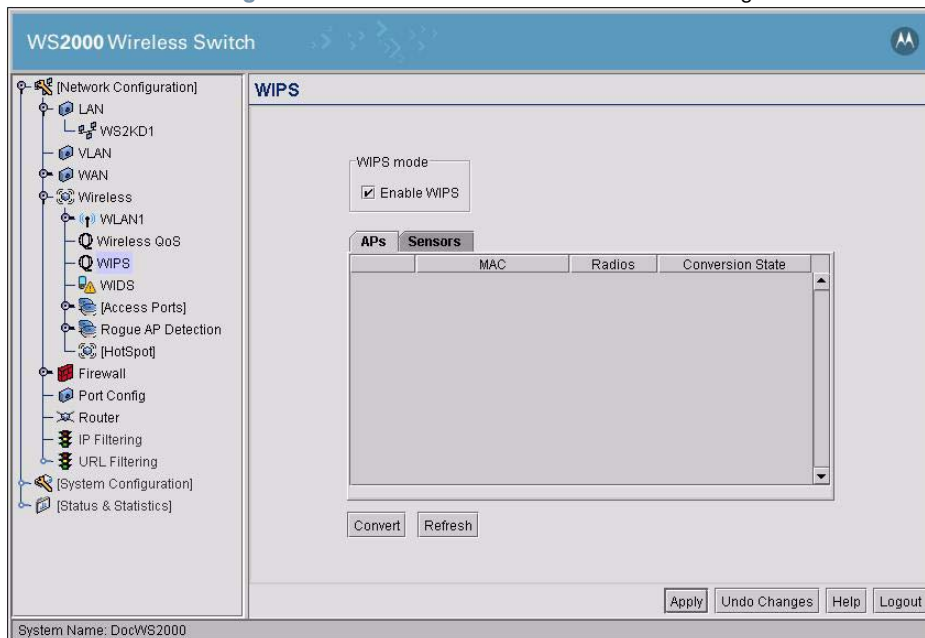 WS2000 Wireless Switch
[Network Configuration]
LAN
WS2KD1
VLAN
WAN
Wireless
WLAN1
Wireless QoS
WIPS
WIDS
[Access Ports]
Rogue AP Detection
[HotSpot]
Firewall
Port Config
Router
IP Filtering
URL Filtering
[System Configuration]
[Status & Statistics]
WIPS
WIPS mode
Enable WIPS
APs Sensors
MAC Radios Conversion State
Convert Refresh
Apply Undo Changes Help Logout
System Name: DocWS2000